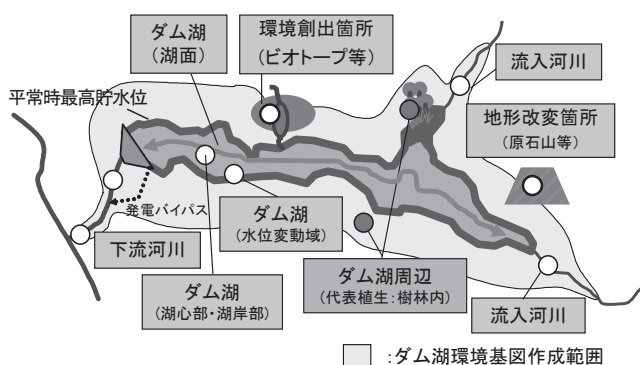 ダム湖
(湖面)
環境創出箇所
(ビオトープ等)
流入河川
平常時最高貯水位
地形改変箇所
(原石山等)
発電バイパス
ダム湖
(水位変動域)
下流河川
ダム湖
(湖心部・湖岸部)
ダム湖周辺
(代表植生:樹林内)
流入河川
:ダム湖環境基図作成範囲